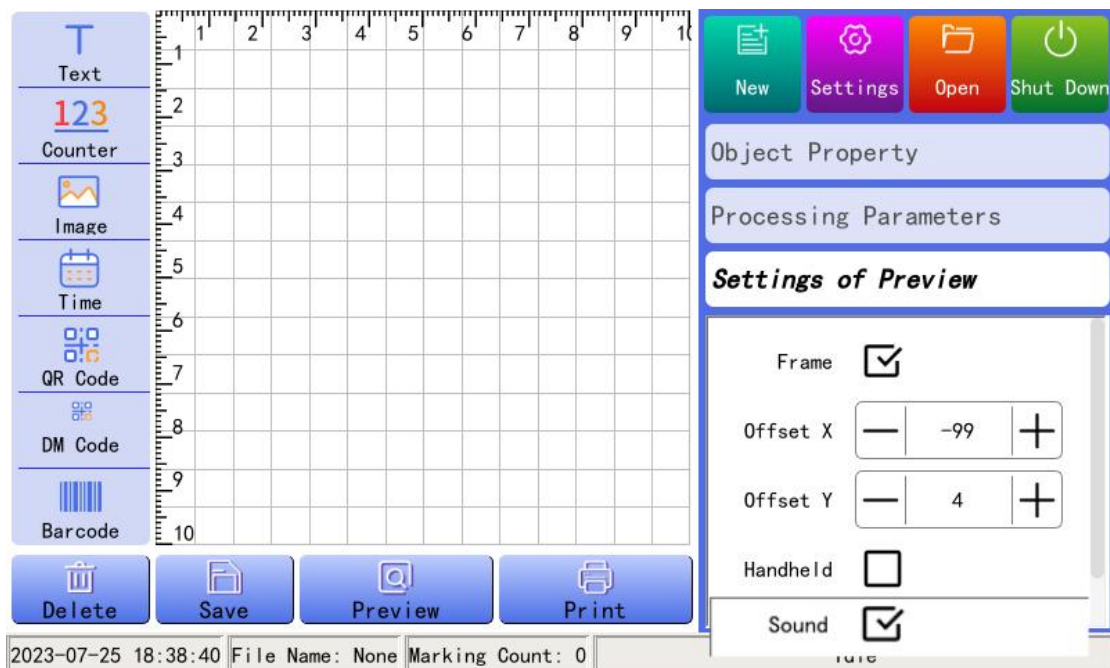 Text
123
Counter
Image
Time
QR Code
DM Code
Barcode
1 2 3 4 5 6 7 8 9 10
1
2
3
4
5
6
7
8
9
10
New Settings Open Shut Down
Object Property
Processing Parameters
Settings of Preview
Frame
Offset X -99
Offset Y 4
Handheld
Sound
Delete Save Preview Print
2023-07-25 18:38:40 File Name: None Marking Count: 0 Idle